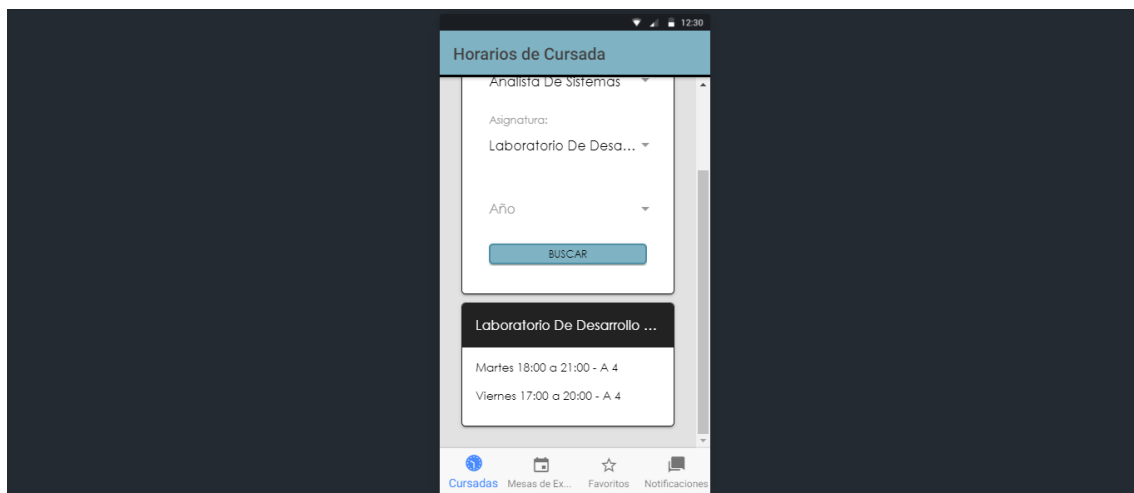 12:30
Horarios de Cursada
Analista De Sistemas
Asignatura:
Laboratorio De Desa...
Año
BUSCAR
Laboratorio De Desarrollo ...
Martes 18:00 a 21:00 - A 4
Viernes 17:00 a 20:00 - A 4
Cursadas Mesas de Ex... Favoritos Notificaciones